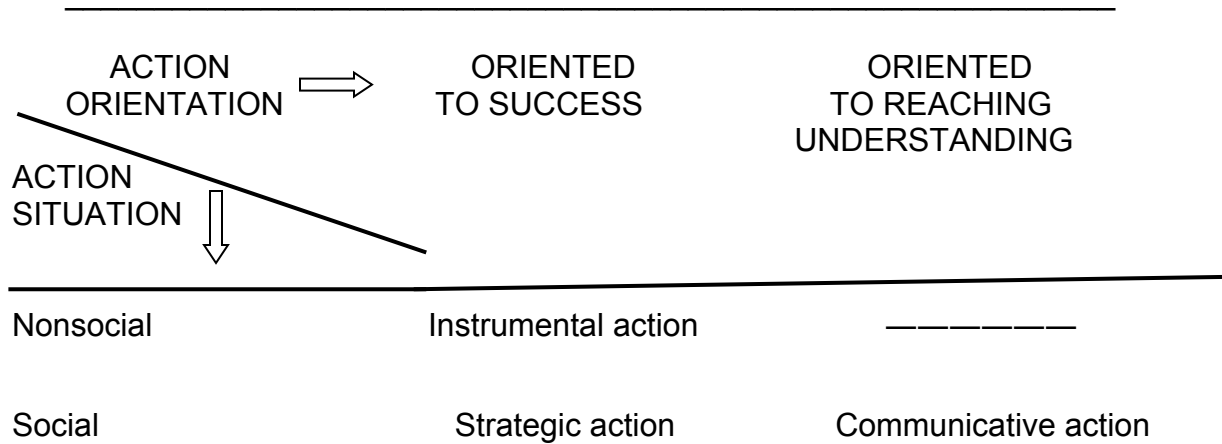 ACTION ORIENTED ORIENTED
ORIENTATION TO SUCCESS TO REACHING
UNDERSTANDING
ACTION
SITUATION
Nonsocial Instrumental action ——————
Social Strategic action Communicative action